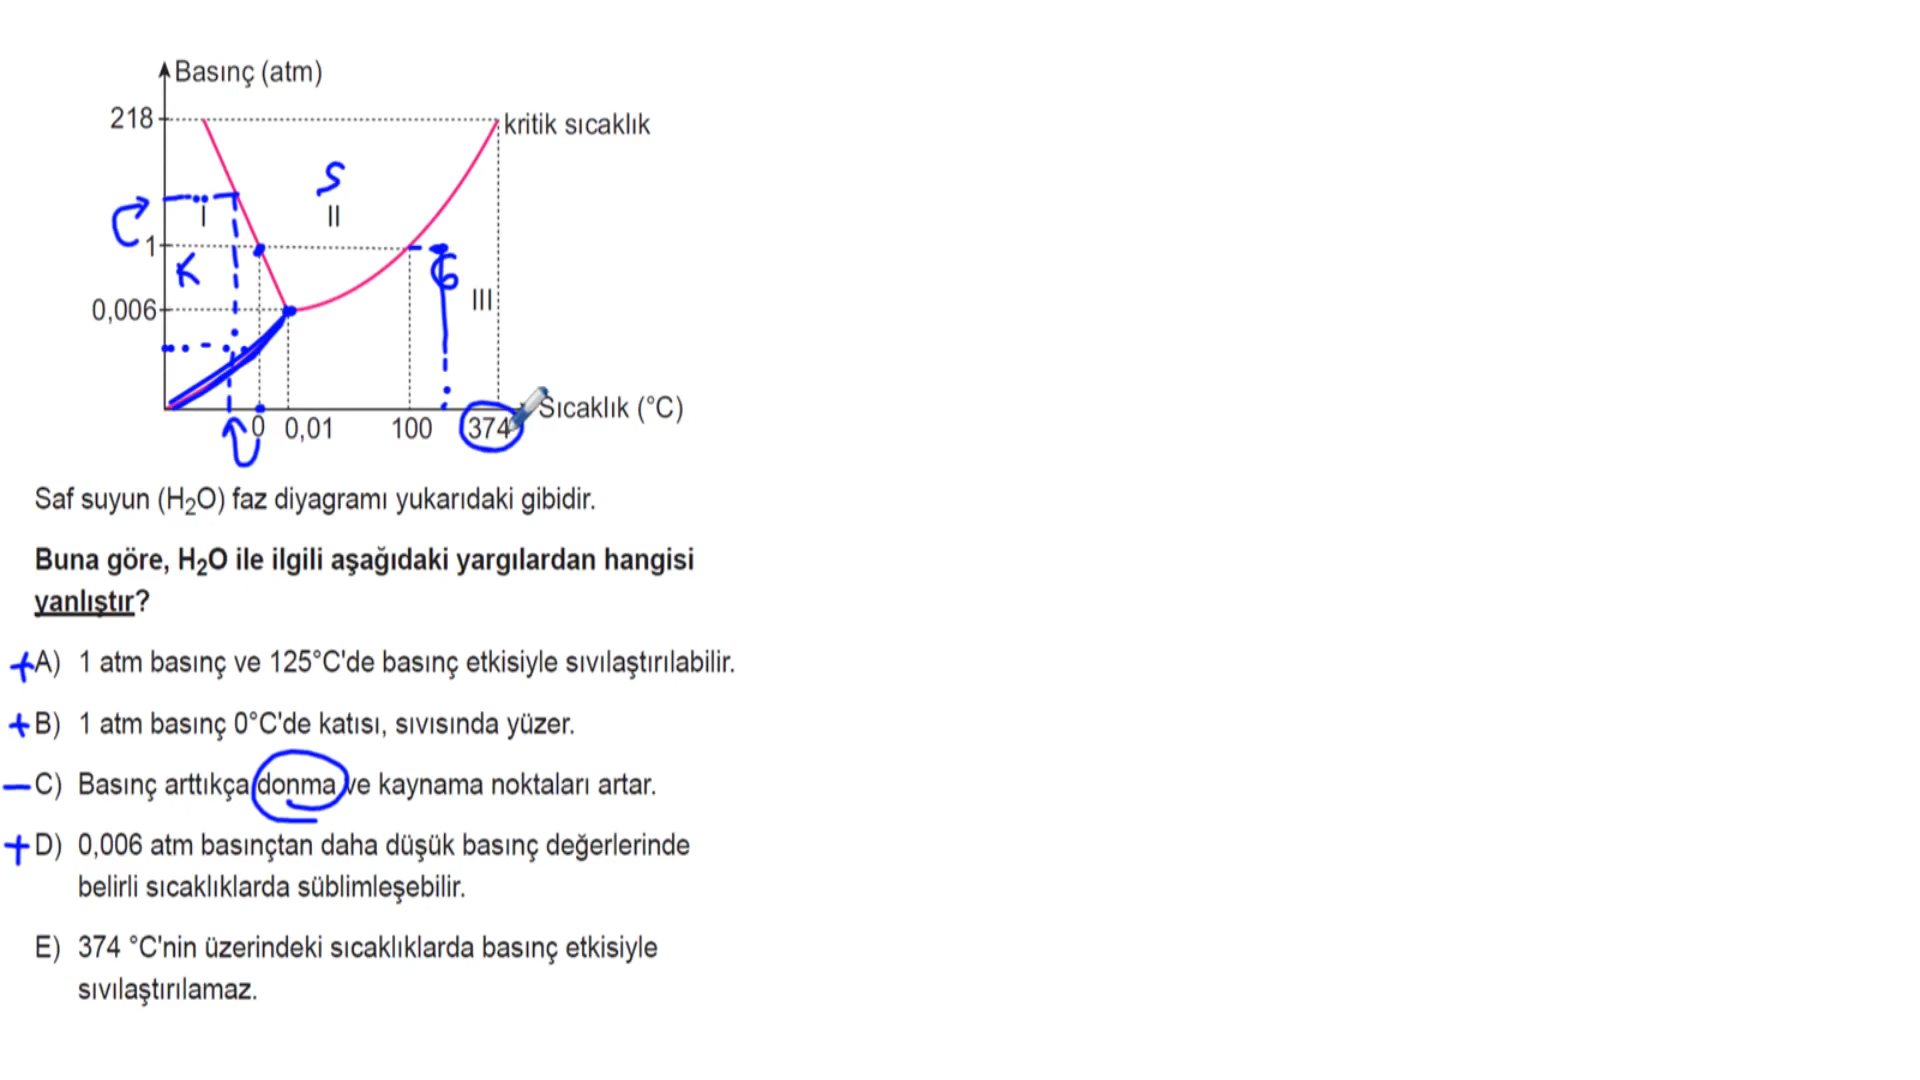 Basınç (atm)
218
kritik sıcaklık
S
I
II
1
K
G
III
0,006
Sıcaklık (°C)
0
0,01
100
374
Saf suyun (H₂O) faz diyagramı yukarıdaki gibidir.
Buna göre, H₂O ile ilgili aşağıdaki yargılardan hangisi
yanlıştır?
+A) 1 atm basınç ve 125°C'de basınç etkisiyle sıvılaştırılabilir.
+B) 1 atm basınç 0°C'de katısı, sıvısında yüzer.
-C) Basınç arttıkça donma ve kaynama noktaları artar.
+D) 0,006 atm basınçtan daha düşük basınç değerlerinde
belirli sıcaklıklarda süblimleşebilir.
E) 374 °C'nin üzerindeki sıcaklıklarda basınç etkisiyle
sıvılaştırılamaz.